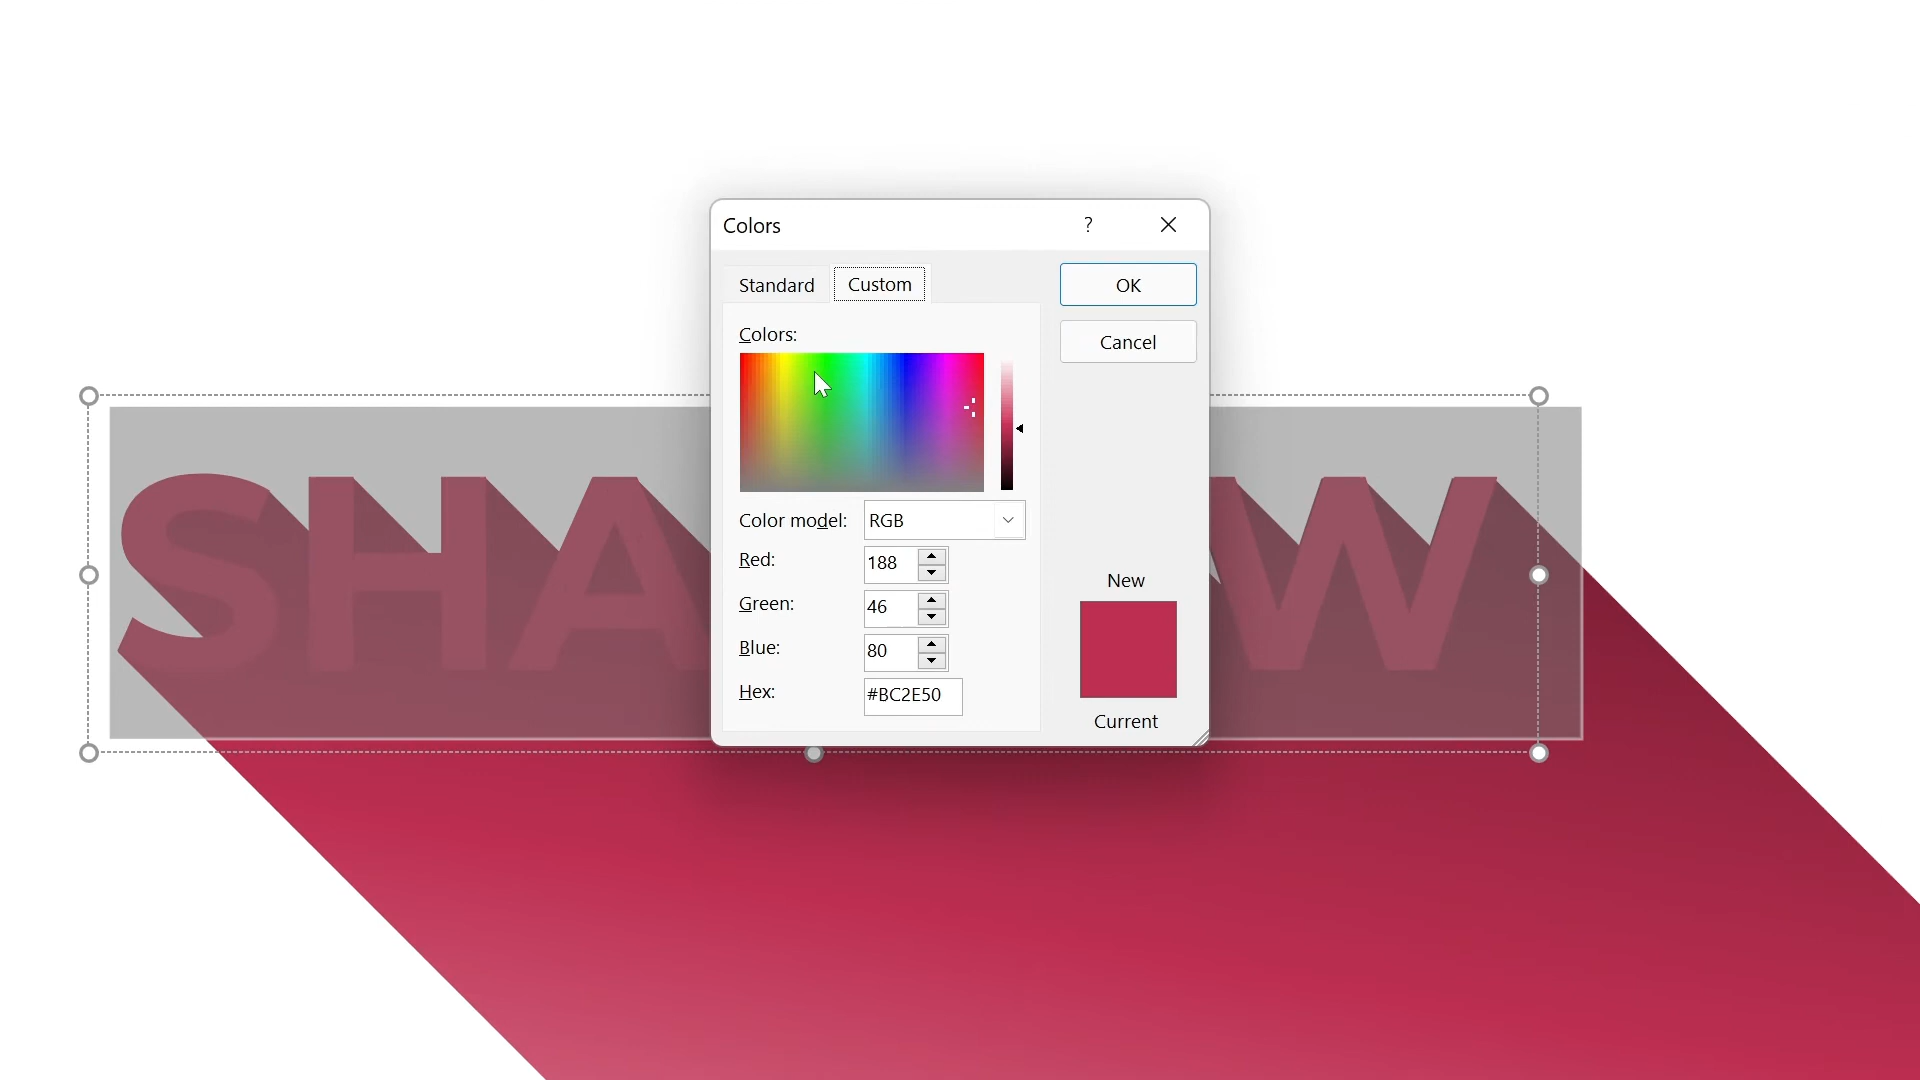 Colors ?
Standard Custom OK
Cancel
Colors:
SHA W
Color model: RGB
Red: 188
Green: 46
Blue: 80
Hex: #BC2E50
New
Current